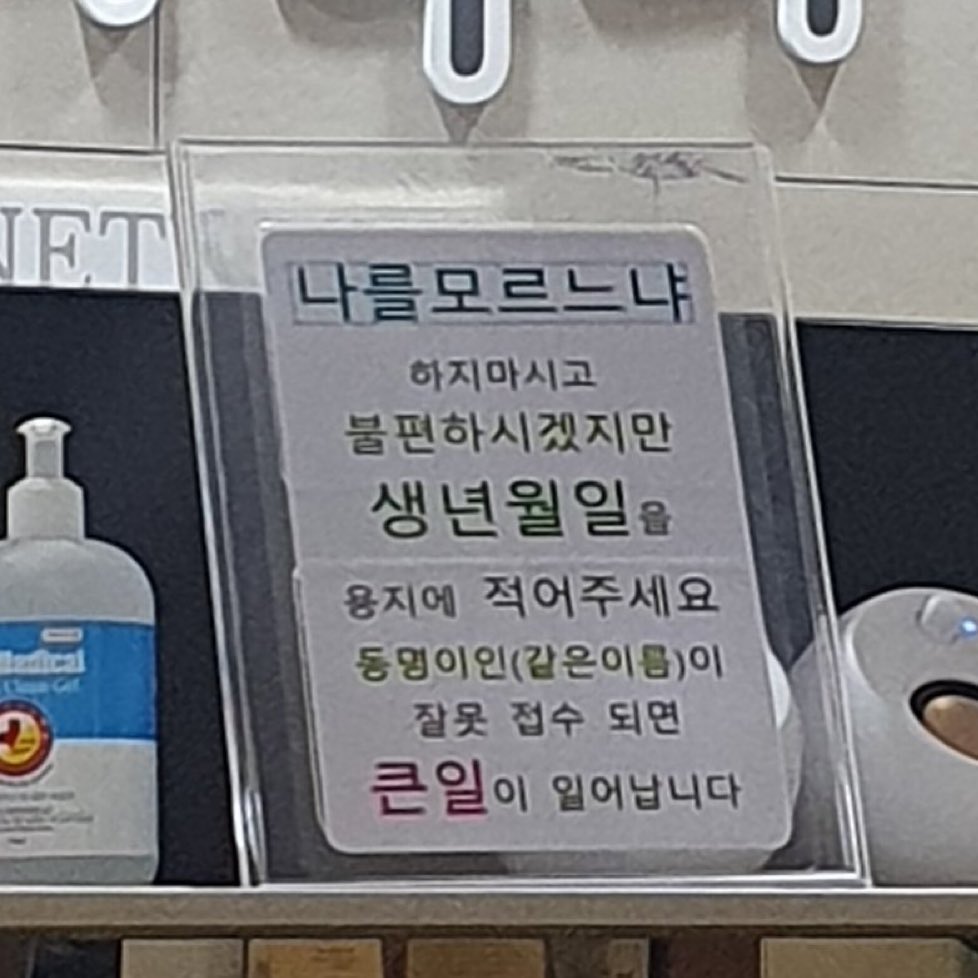 NET
나를모르느냐
하지마시고
불편하시겠지만
생년월일을
용지에 적어주세요
동명이인(같은이름)이
잘못 접수 되면
큰일이 일어납니다